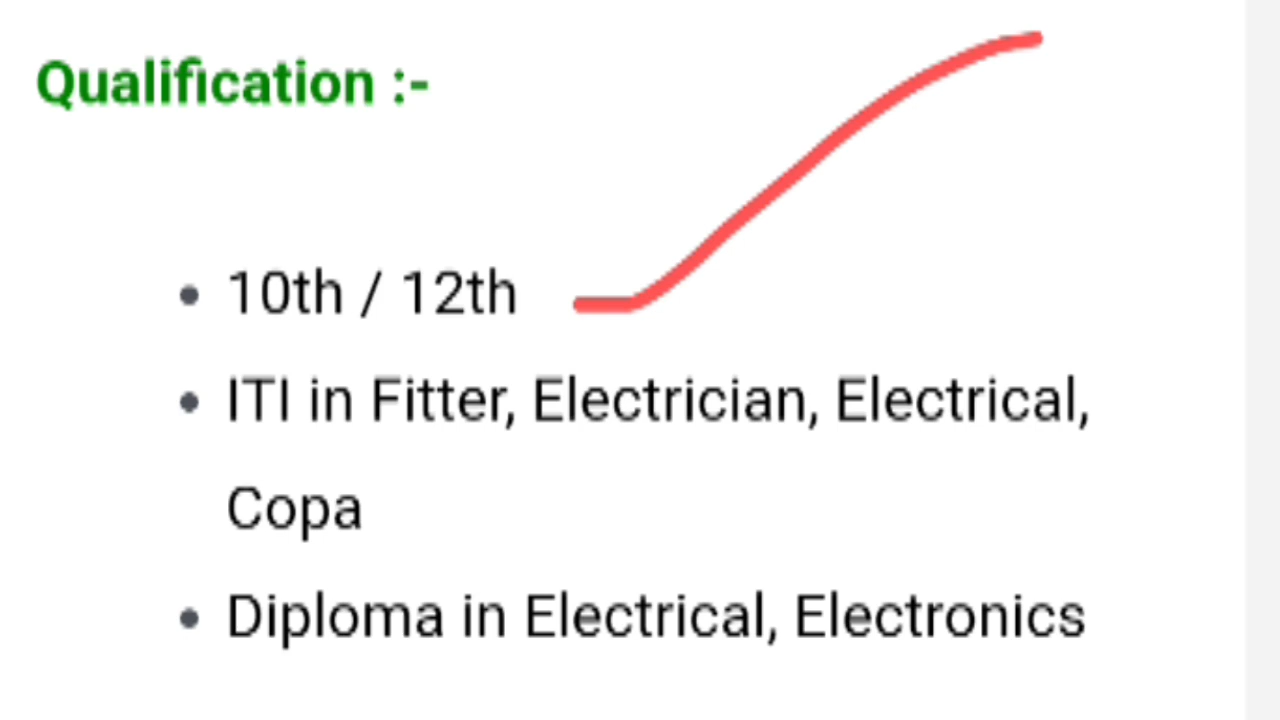 Qualification :-
10th / 12th
ITI in Fitter, Electrician, Electrical,
Copa
Diploma in Electrical, Electronics